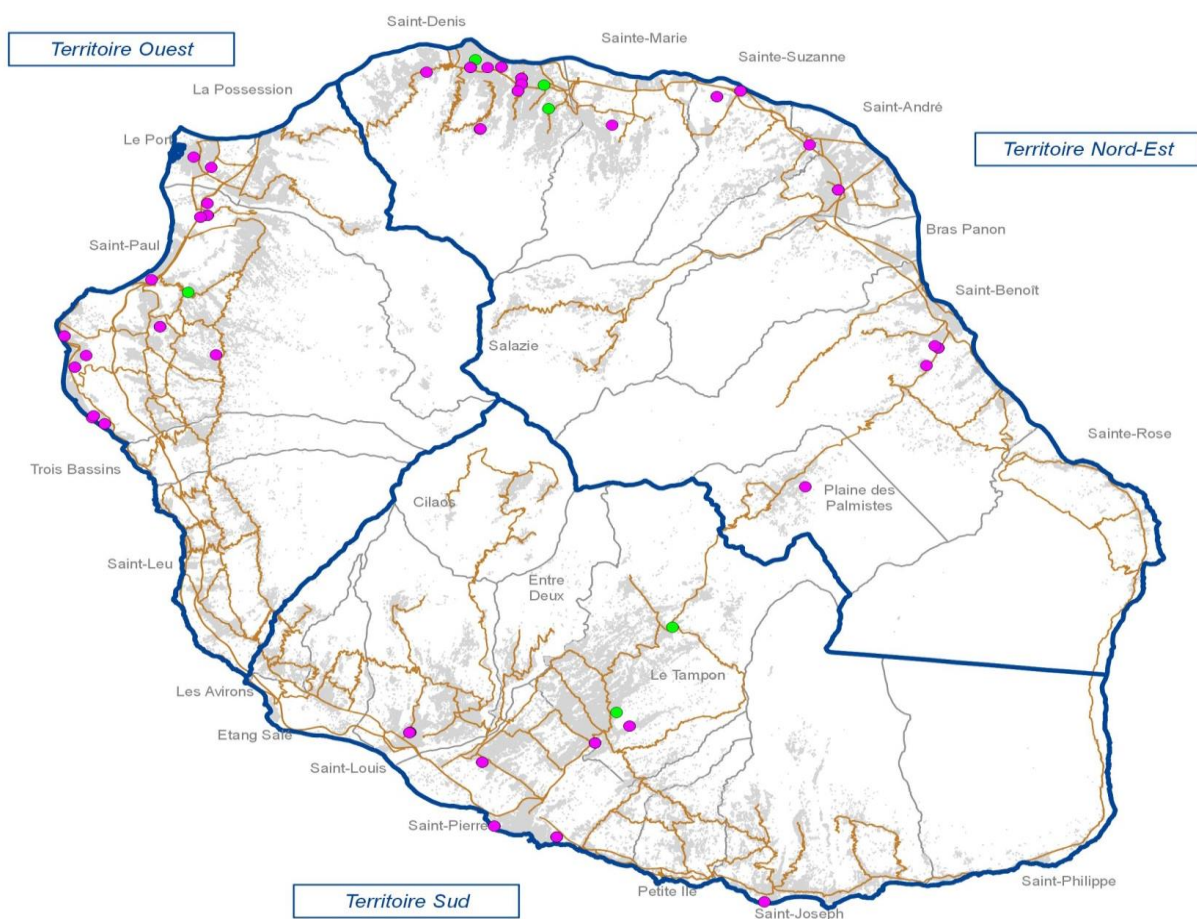 Saint-Denis
Territoire Ouest
Sainte-Marie
Sainte-Suzanne
La Possession
Saint-André
Le Port
Territoire Nord-Est
Bras Panon
Saint-Paul
Saint-Benoît
Salazie
Sainte-Rose
Trois Bassins
Plaine des
Palmistes
Cilaos
Saint-Leu
Entre
Deux
Le Tampon
Les Avirons
Etang Salé
Saint-Louis
Saint-Pierre
Saint-Philippe
Petite Ile
Territoire Sud
Saint-Joseph